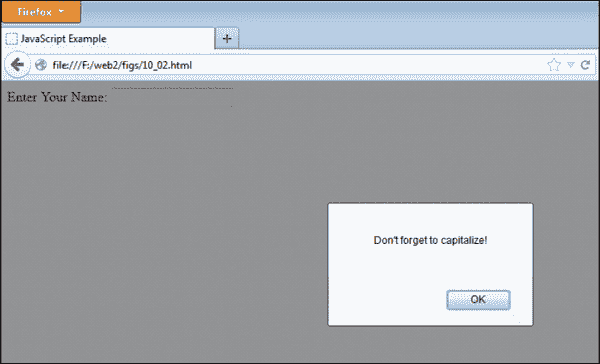 Firefox
JavaScript Example
file:///F:/web2/figs/10_02.html
Enter Your Name:
Don't forget to capitalize!
OK